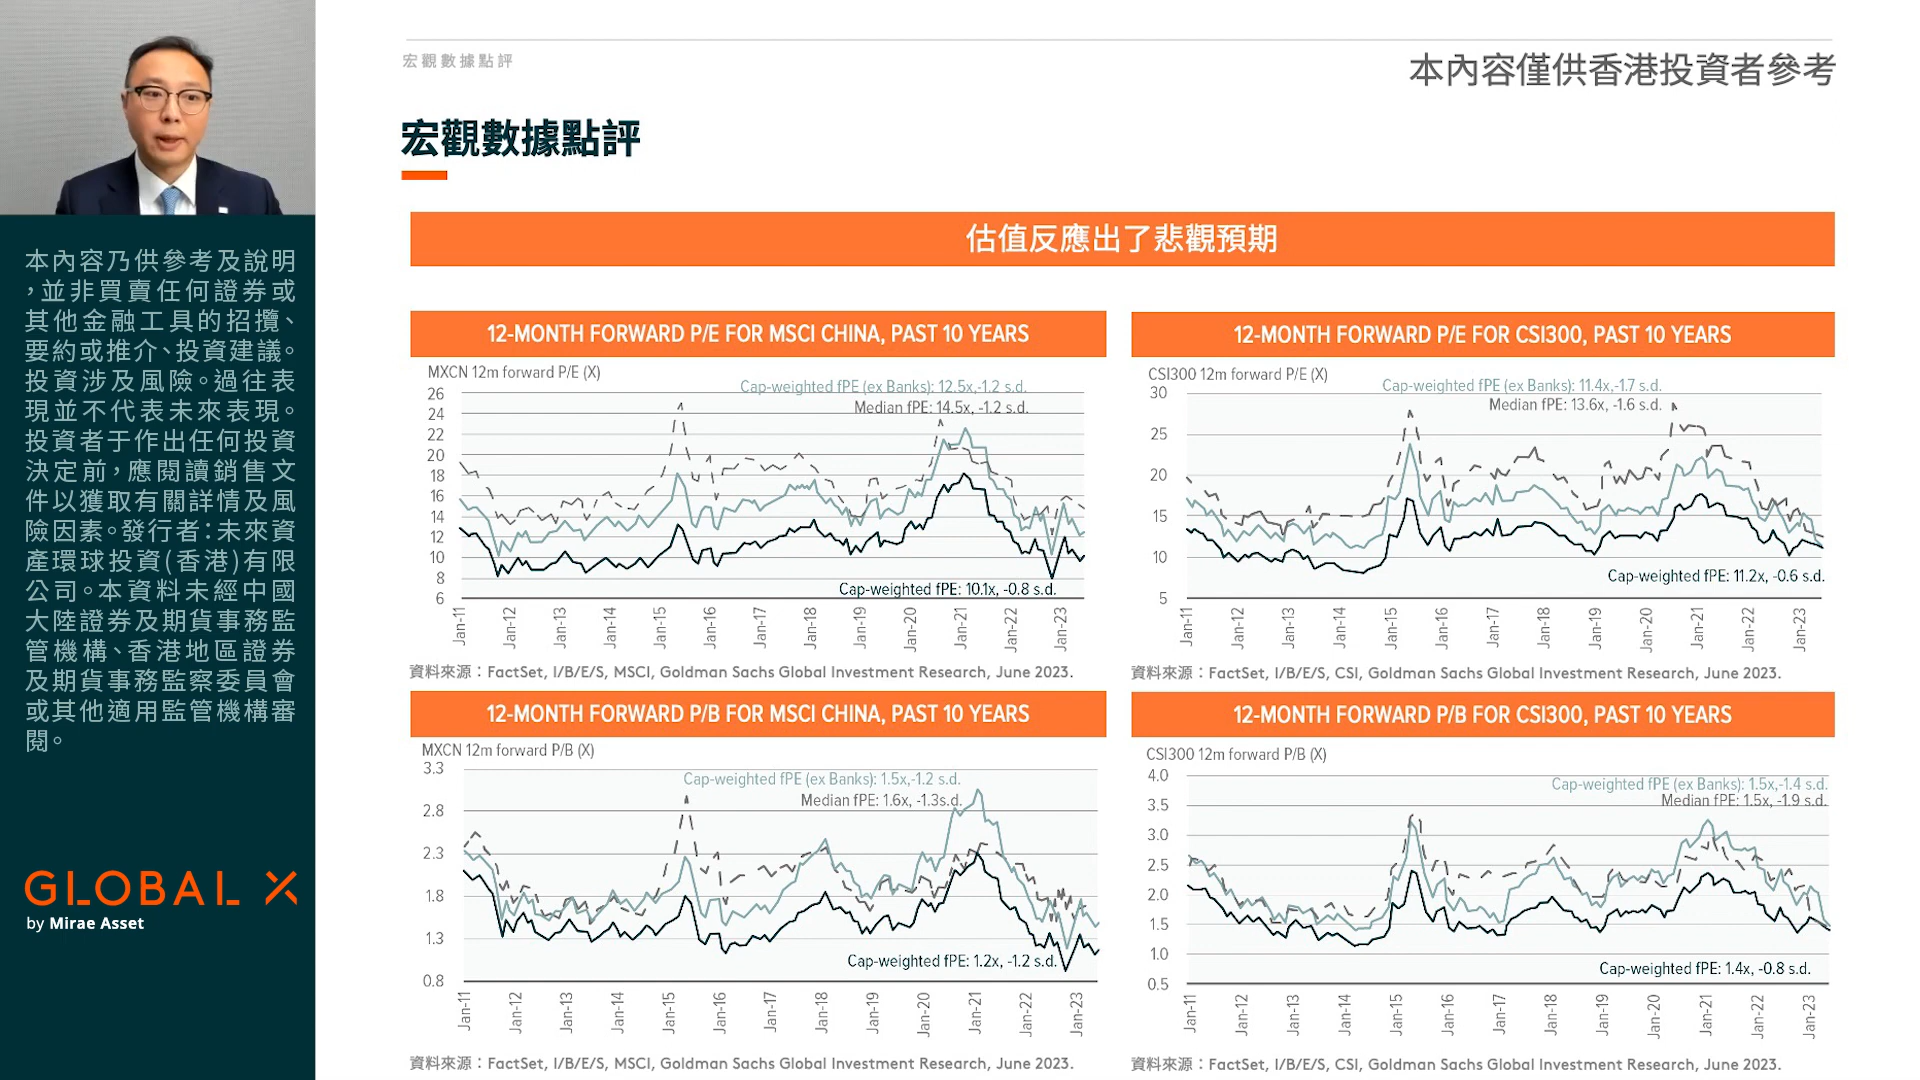 宏觀數據點評
本內容僅供香港投資者參考
宏觀數據點評
估值反應出了悲觀預期
本內容乃供參考及說明
,並非買賣任何證券或
其他金融工具的招攬、
要約或推介、投資建議。
投資涉及風險。過往表
現並不代表未來表現。
投資者于作出任何投資
決定前,應閱讀銷售文
件以獲取有關詳情及風
險因素。發行者:未來資
產環球投資(香港)有限
公司。本資料未經中國
大陸證券及期貨事務監
管機構、香港地區證券
及期貨事務監察委員會
或其他適用監管機構審
閱。
GLOBAL X
by Mirae Asset
12-MONTH FORWARD P/E FOR MSCI CHINA, PAST 10 YEARS
MXCN 12m forward P/E (X)
Cap-weighted fPE (ex Banks): 12.5x,-1.2 s.d.
Median fPE: 14.5x, -1.2 s.d.
26
24
22
20
18
16
14
12
10
8
6
Cap-weighted fPE: 10.1x, -0.8 s.d.
Jan-11 Jan-12 Jan-13 Jan-14 Jan-15 Jan-16 Jan-17 Jan-18 Jan-19 Jan-20 Jan-21 Jan-22 Jan-23
資料來源:FactSet, I/B/E/S, MSCI, Goldman Sachs Global Investment Research, June 2023.
12-MONTH FORWARD P/E FOR CSI300, PAST 10 YEARS
CSI300 12m forward P/E (X)
Cap-weighted fPE (ex Banks): 11.4x,-1.7 s.d.
Median fPE: 13.6x, -1.6 s.d.
30
25
20
15
10
5
Cap-weighted fPE: 11.2x, -0.6 s.d.
Jan-11 Jan-12 Jan-13 Jan-14 Jan-15 Jan-16 Jan-17 Jan-18 Jan-19 Jan-20 Jan-21 Jan-22 Jan-23
資料來源:FactSet, I/B/E/S, CSI, Goldman Sachs Global Investment Research, June 2023.
12-MONTH FORWARD P/B FOR MSCI CHINA, PAST 10 YEARS
MXCN 12m forward P/B (X)
Cap-weighted fPE (ex Banks): 1.5x,-1.2 s.d.
Median fPE: 1.6x, -1.3s.d.
3.3
2.8
2.3
1.8
1.3
0.8
Cap-weighted fPE: 1.2x, -1.2 s.d.
Jan-11 Jan-12 Jan-13 Jan-14 Jan-15 Jan-16 Jan-17 Jan-18 Jan-19 Jan-20 Jan-21 Jan-22 Jan-23
資料來源:FactSet, I/B/E/S, MSCI, Goldman Sachs Global Investment Research, June 2023.
12-MONTH FORWARD P/B FOR CSI300, PAST 10 YEARS
CSI300 12m forward P/B (X)
Cap-weighted fPE (ex Banks): 1.5x,-1.4 s.d.
Median fPE: 1.5x, -1.9 s.d.
4.0
3.5
3.0
2.5
2.0
1.5
1.0
0.5
Cap-weighted fPE: 1.4x, -0.8 s.d.
Jan-11 Jan-12 Jan-13 Jan-14 Jan-15 Jan-16 Jan-17 Jan-18 Jan-19 Jan-20 Jan-21 Jan-22 Jan-23
資料來源:FactSet, I/B/E/S, CSI, Goldman Sachs Global Investment Research, June 2023.